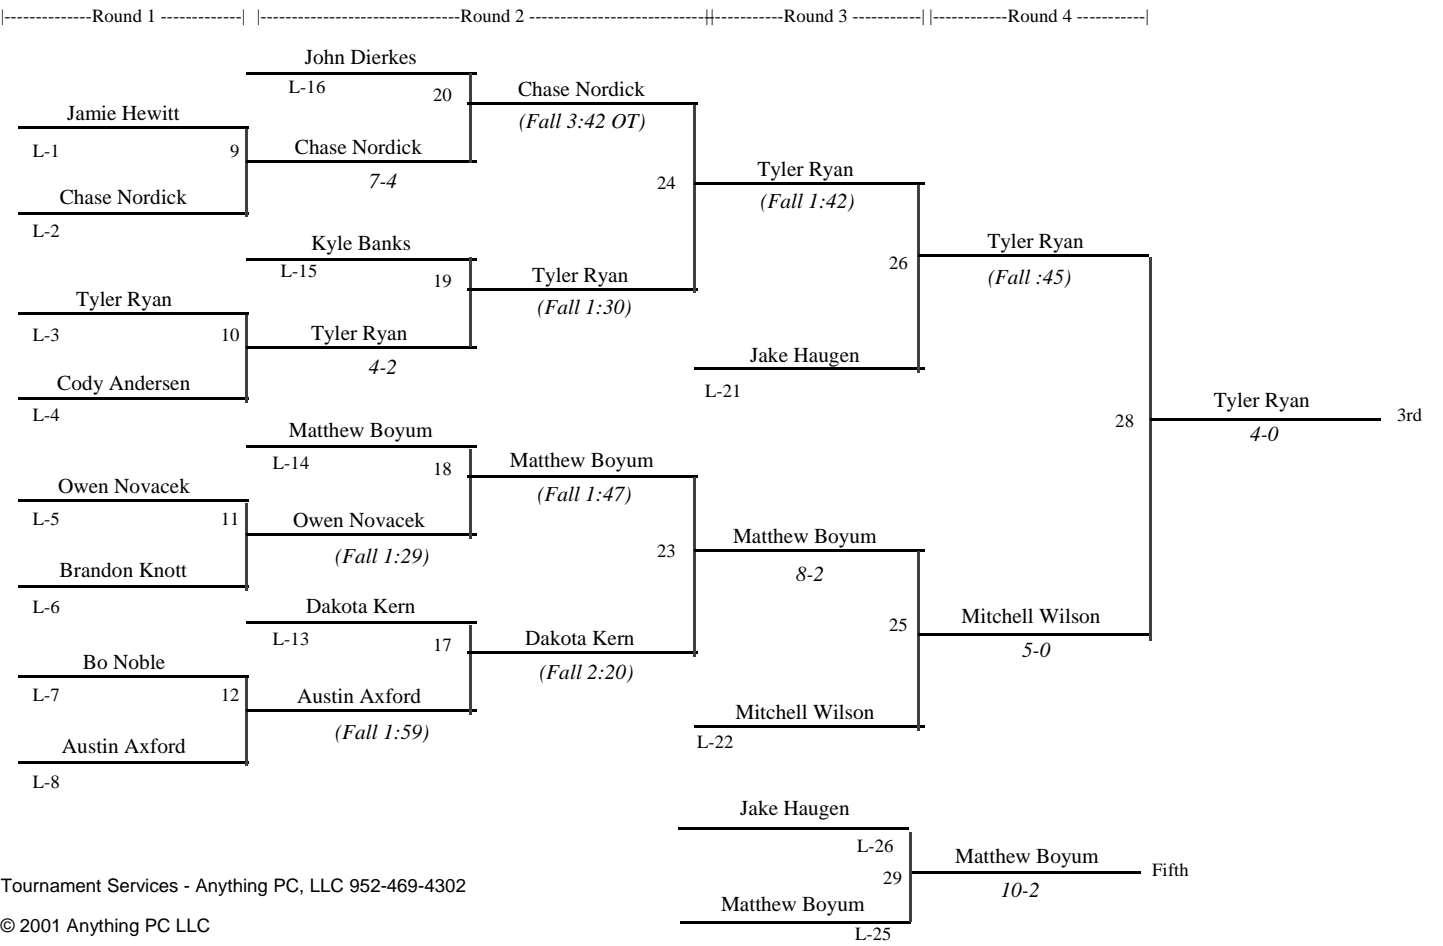 |--------------Round 1 -------------| |--------------------------------Round 2 -----------------------------||------------Round 3 -----------| |------------Round 4 -----------|
John Dierkes
L-16
20
Chase Nordick
(Fall 3:42 OT)
Jamie Hewitt
L-1
9
Chase Nordick
7-4
24
Tyler Ryan
(Fall 1:42)
Chase Nordick
L-2
Kyle Banks
L-15
19
Tyler Ryan
(Fall 1:30)
26
Tyler Ryan
(Fall :45)
Tyler Ryan
L-3
10
Tyler Ryan
4-2
Jake Haugen
L-21
Cody Andersen
L-4
28
Tyler Ryan
4-0
3rd
Matthew Boyum
L-14
18
Matthew Boyum
(Fall 1:47)
Owen Novacek
L-5
11
Owen Novacek
(Fall 1:29)
23
Matthew Boyum
8-2
Brandon Knott
L-6
Dakota Kern
L-13
17
Dakota Kern
(Fall 2:20)
25
Mitchell Wilson
5-0
Bo Noble
L-7
12
Austin Axford
(Fall 1:59)
Mitchell Wilson
L-22
Austin Axford
L-8
Jake Haugen
L-26
29
Matthew Boyum
10-2
Fifth
Matthew Boyum
L-25
Tournament Services - Anything PC, LLC 952-469-4302
© 2001 Anything PC LLC